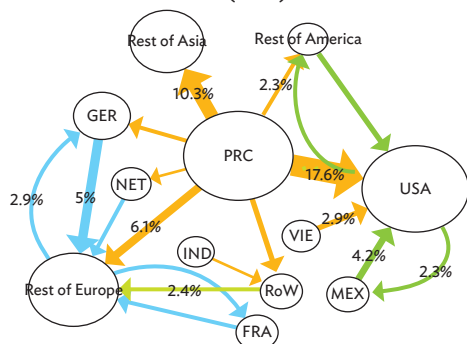 Rest of Asia
Rest of America
2.3%
10.3%
GER
PRC
17.6%
NET
USA
2.9%
5%
6.1%
2.9%
VIE
IND
4.2%
2.3%
Rest of Europe
2.4%
RoW
MEX
FRA